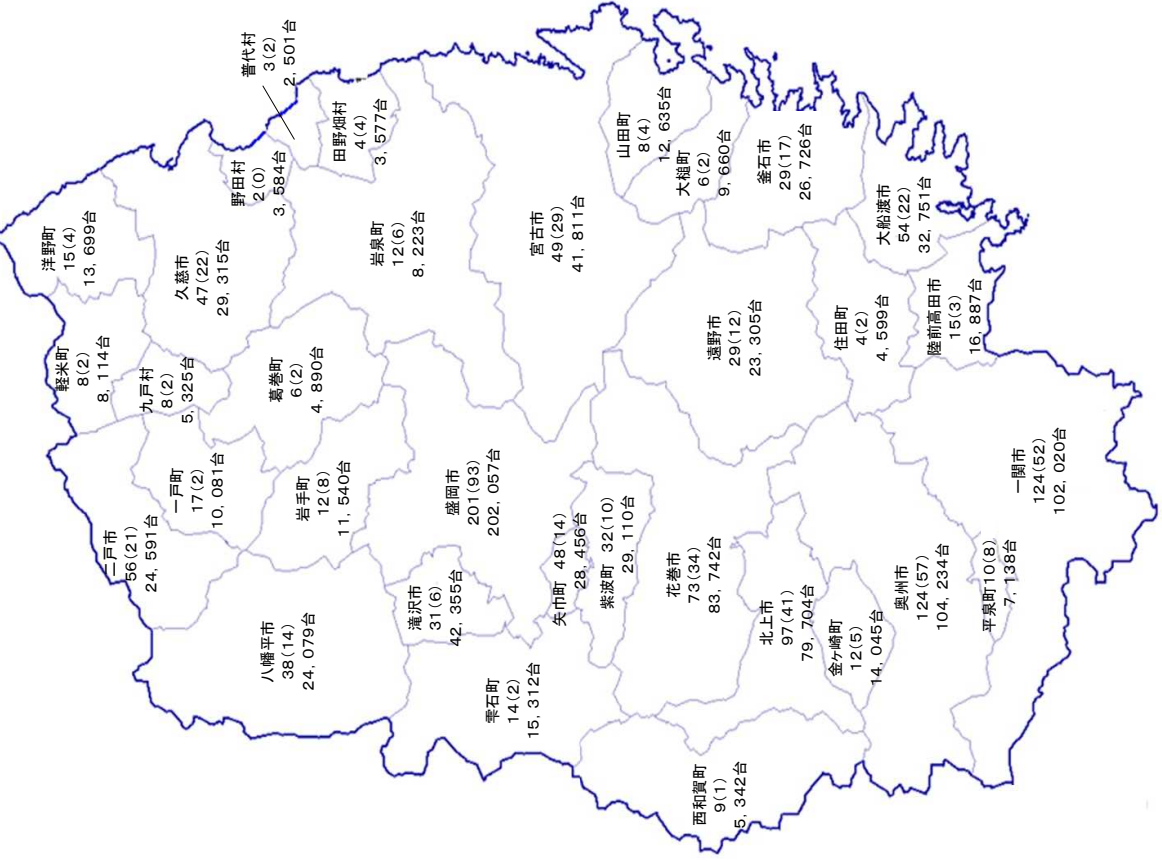 普代村
3(2)
2, 501台
田野畑村
4(4)
3, 577台
野田村
2(0)
3, 584台
洋野町
15(4)
13, 699台
久慈市
47(22)
29, 315台
軽米町
8(2)
8, 114台
九戸村
8(2)
5, 325台
二戸市
56(21)
24, 591台
一戸町
17(2)
10, 081台
葛巻町
6(2)
4, 890台
岩手町
12(8)
11, 540台
八幡平市
38(14)
24, 079台
岩泉町
12(6)
8, 223台
宮古市
49(29)
41, 811台
山田町
8(4)
12, 635台
大槌町
6(2)
9, 660台
釜石市
29(17)
26, 726台
大船渡市
54(22)
32, 751台
陸前高田市
15(3)
16, 887台
住田町
4(2)
4, 599台
遠野市
29(12)
23, 305台
盛岡市
201(93)
202, 057台
滝沢市
31(6)
42, 355台
雫石町
14(2)
15, 312台
矢巾町 48(14)
28, 456台
紫波町 32(10)
29, 110台
花巻市
73(34)
83, 742台
北上市
97(41)
79, 704台
西和賀町
9(1)
5, 342台
金ヶ崎町
12(5)
14, 045台
奥州市
124(57)
104, 234台
平泉町10(8)
7, 138台
一関市
124(52)
102, 020台